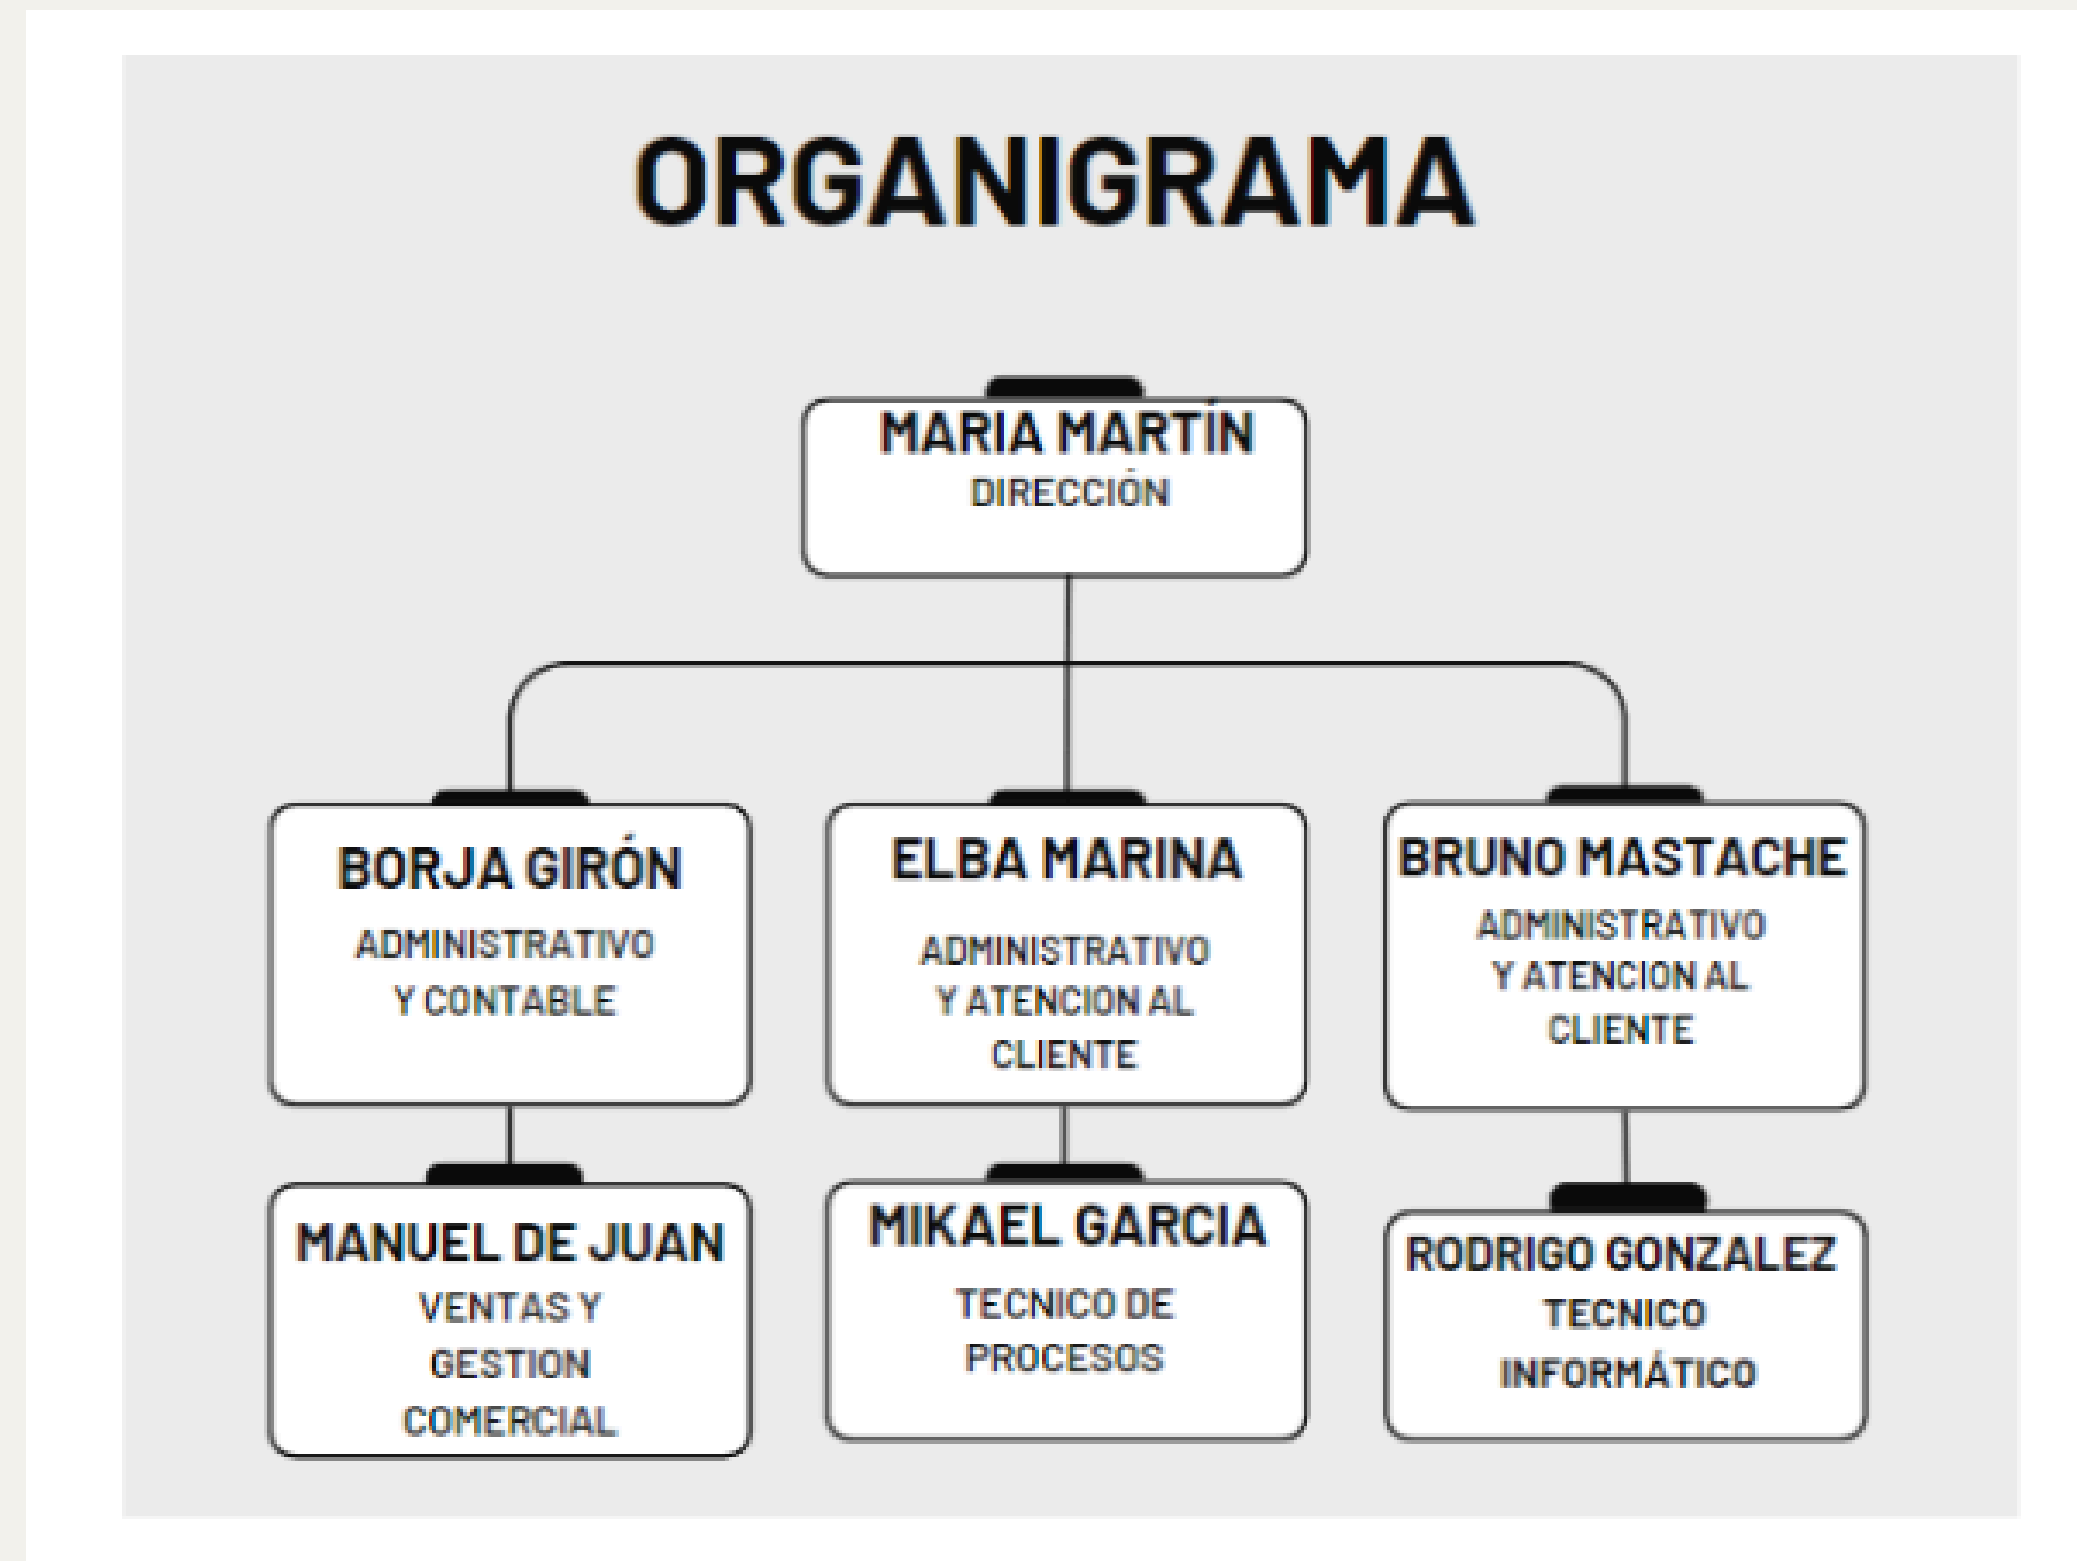 ORGANIGRAMA
MARIA MARTÍN
DIRECCIÓN
BORJA GIRÓN
ADMINISTRATIVO
Y CONTABLE
ELBA MARINA
ADMINISTRATIVO
Y ATENCION AL
CLIENTE
BRUNO MASTACHE
ADMINISTRATIVO
Y ATENCION AL
CLIENTE
MANUEL DE JUAN
VENTAS Y
GESTION
COMERCIAL
MIKAEL GARCIA
TECNICO DE
PROCESOS
RODRIGO GONZALEZ
TECNICO
INFORMÁTICO